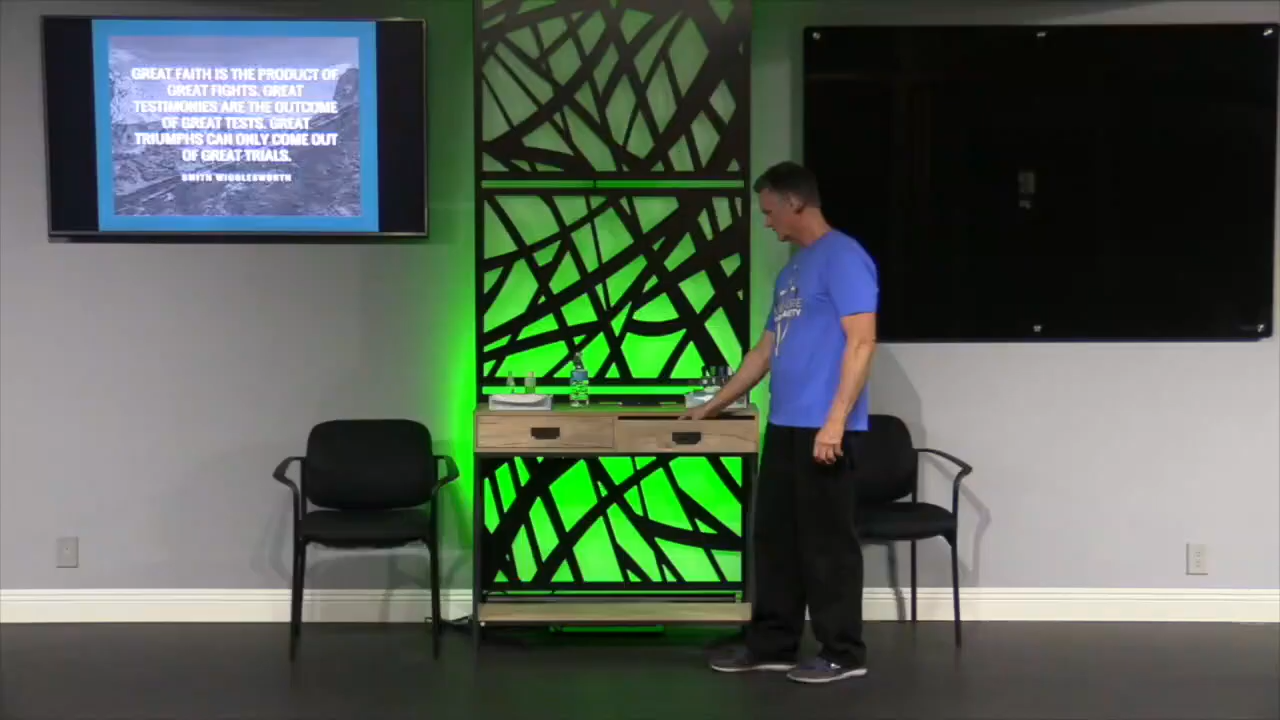 GREAT FAITH IS THE PRODUCT OF
GREAT FIGHTS. GREAT
TESTIMONIES ARE THE OUTCOME
OF GREAT TESTS. GREAT
TRIUMPHS CAN ONLY COME OUT
OF GREAT TRIALS.
SMITH WIGGLESWORTH